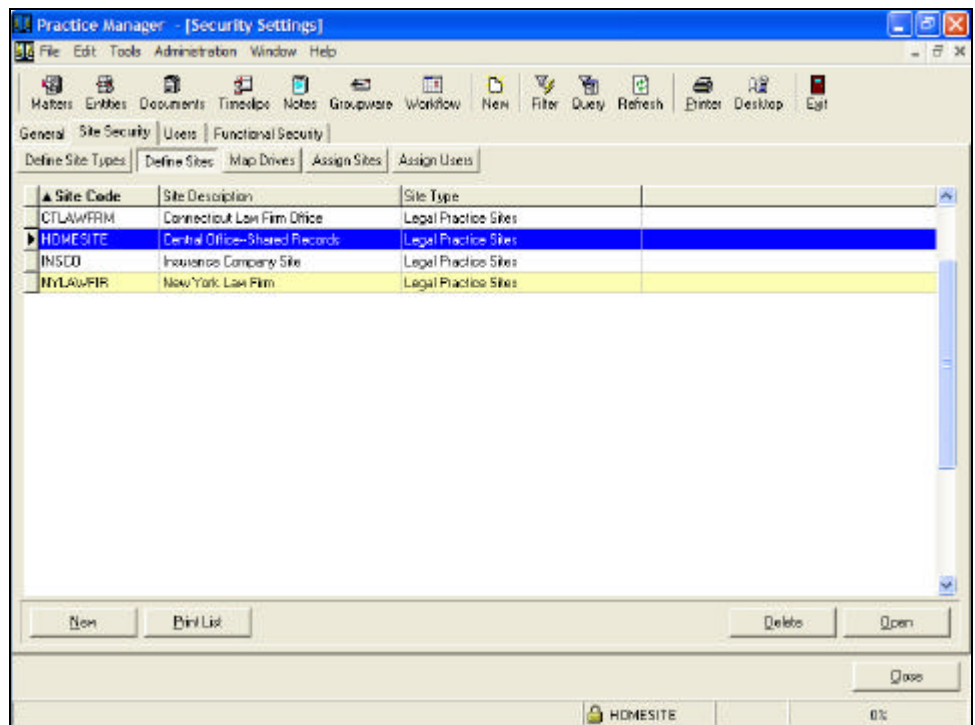 Practice Manager - [Security Settings]
File Edit Tools Administration Window Help
Matters Entities Documents Timeslips Notes Groupware Workflow New Filter Query Refresh Printer Desktop Exit
General Site Security Users Functional Security
Define Site Types Define Sites Map Drives Assign Sites Assign Users
▲ Site Code Site Description Site Type
CTLAWFRM Connecticut Law Firm Office Legal Practice Sites
HOMESITE Central Office--Shared Records Legal Practice Sites
INSCO Insurance Company Site Legal Practice Sites
NYLAWFIR New York Law Firm Legal Practice Sites
New Print List Delete Open
Close
HOMESITE 0%